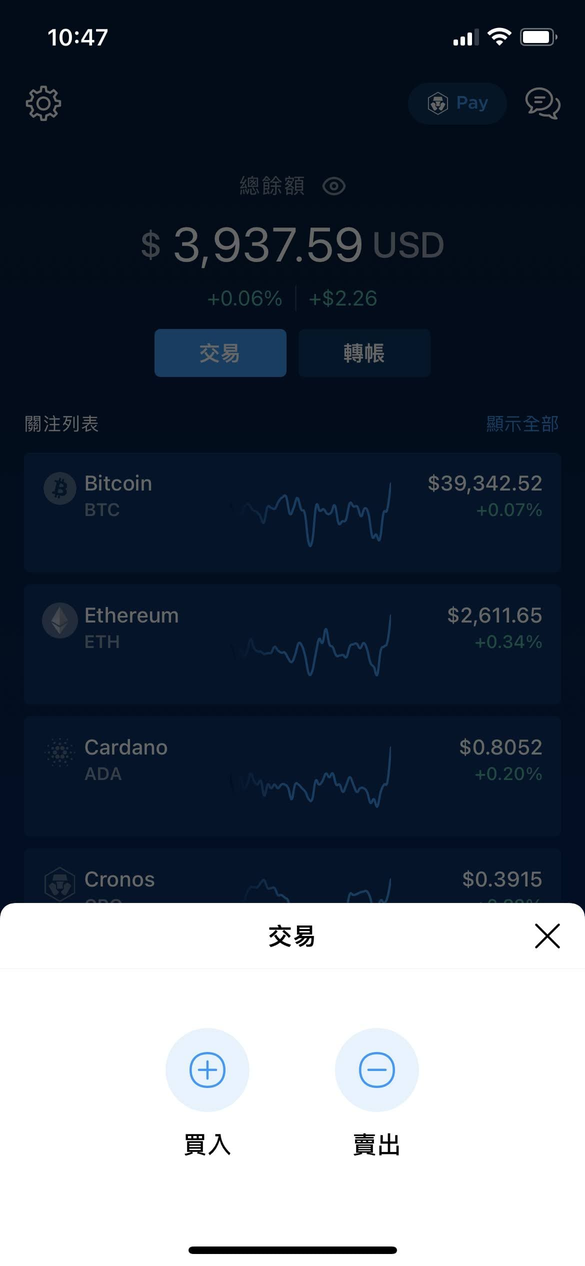 10:47
Pay
總餘額
$ 3,937.59 USD
+0.06% +$2.26
交易 轉帳
關注列表 顯示全部
Bitcoin $39,342.52
BTC +0.07%
Ethereum $2,611.65
ETH +0.34%
Cardano $0.8052
ADA +0.20%
Cronos $0.3915
交易
買入 賣出